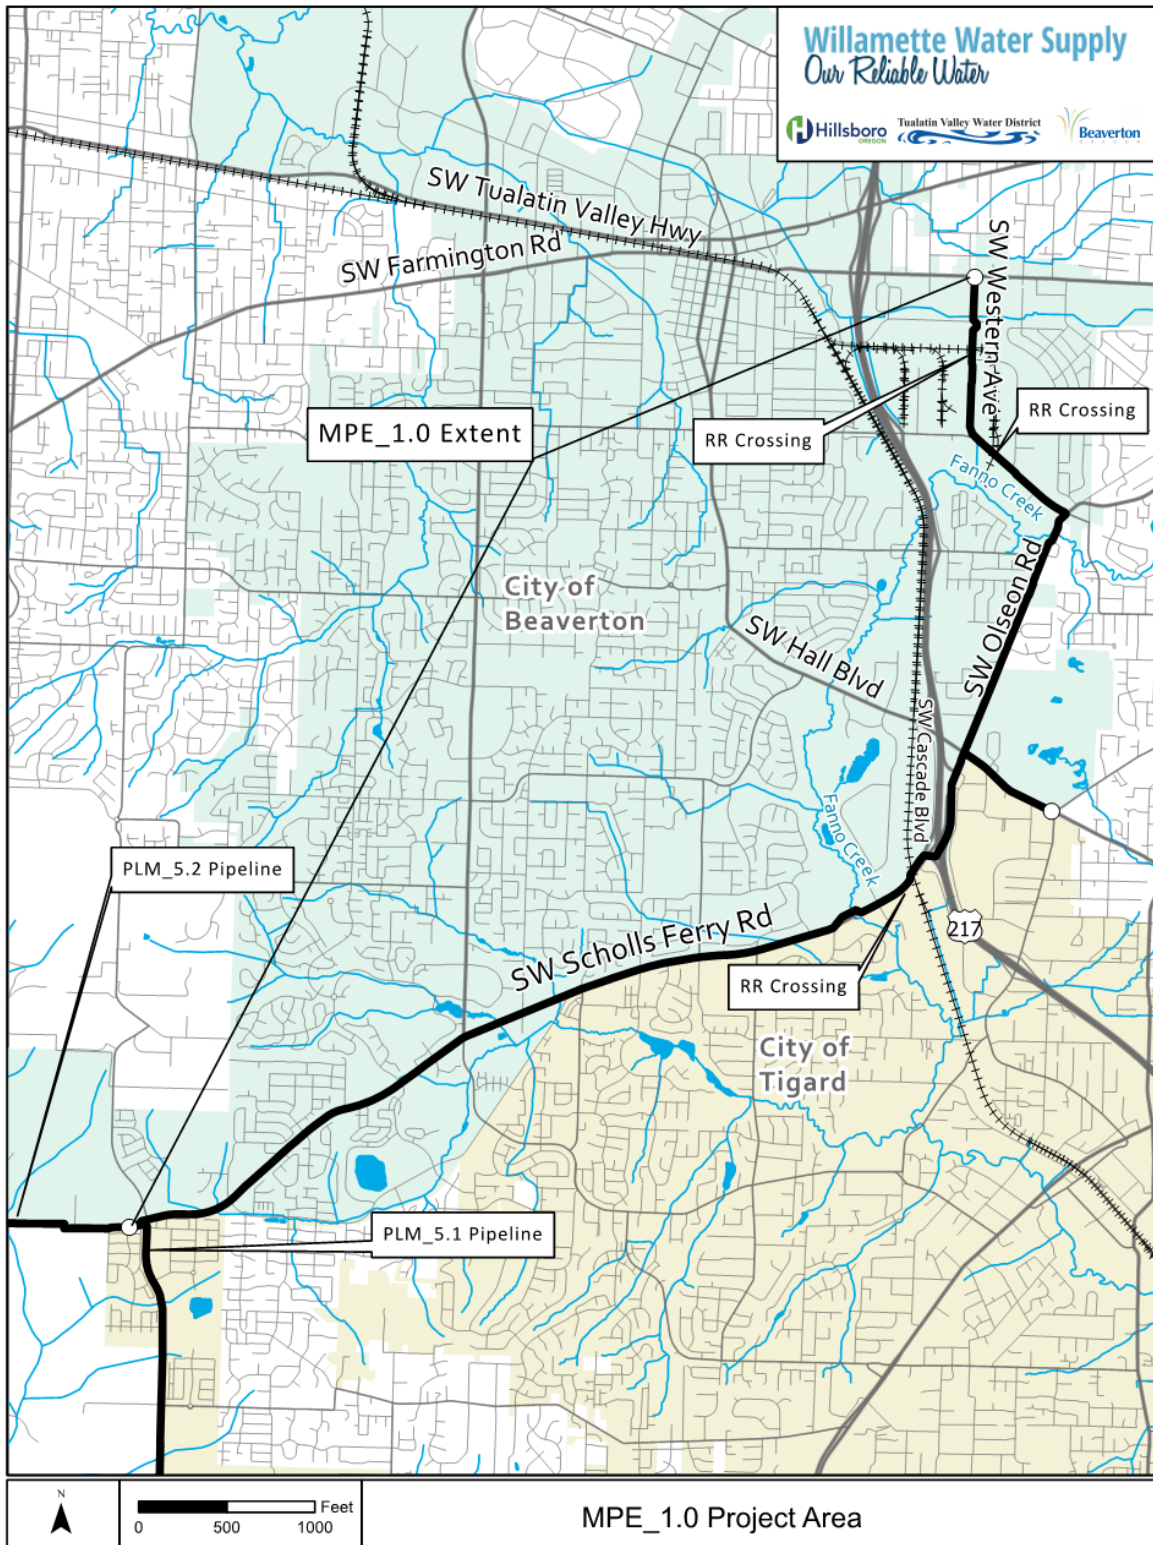 Willamette Water Supply
Our Reliable Water
Hillsboro
OREGON
Tualatin Valley Water District
Beaverton
OREGON
SW Tualatin Valley Hwy
SW Farmington Rd
SW Western Ave
MPE_1.0 Extent
RR Crossing
RR Crossing
Fanno Creek
City of
Beaverton
SW Hall Blvd
SW Olseon Rd
SW Cascade Blvd
Fanno Creek
PLM_5.2 Pipeline
SW Scholls Ferry Rd
217
RR Crossing
City of
Tigard
PLM_5.1 Pipeline
N
Feet
0 500 1000
MPE_1.0 Project Area